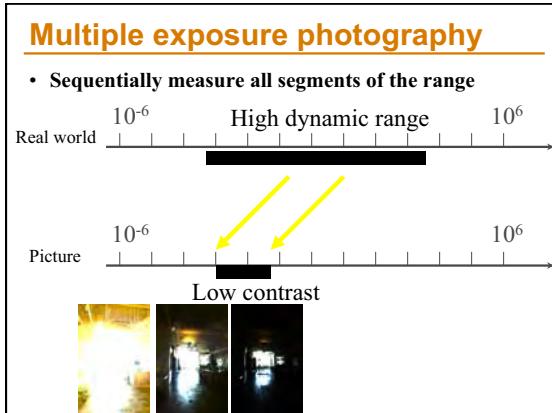 Multiple exposure photography
• Sequentially measure all segments of the range
10⁻⁶ High dynamic range 10⁶
Real world
10⁻⁶ 10⁶
Picture
Low contrast